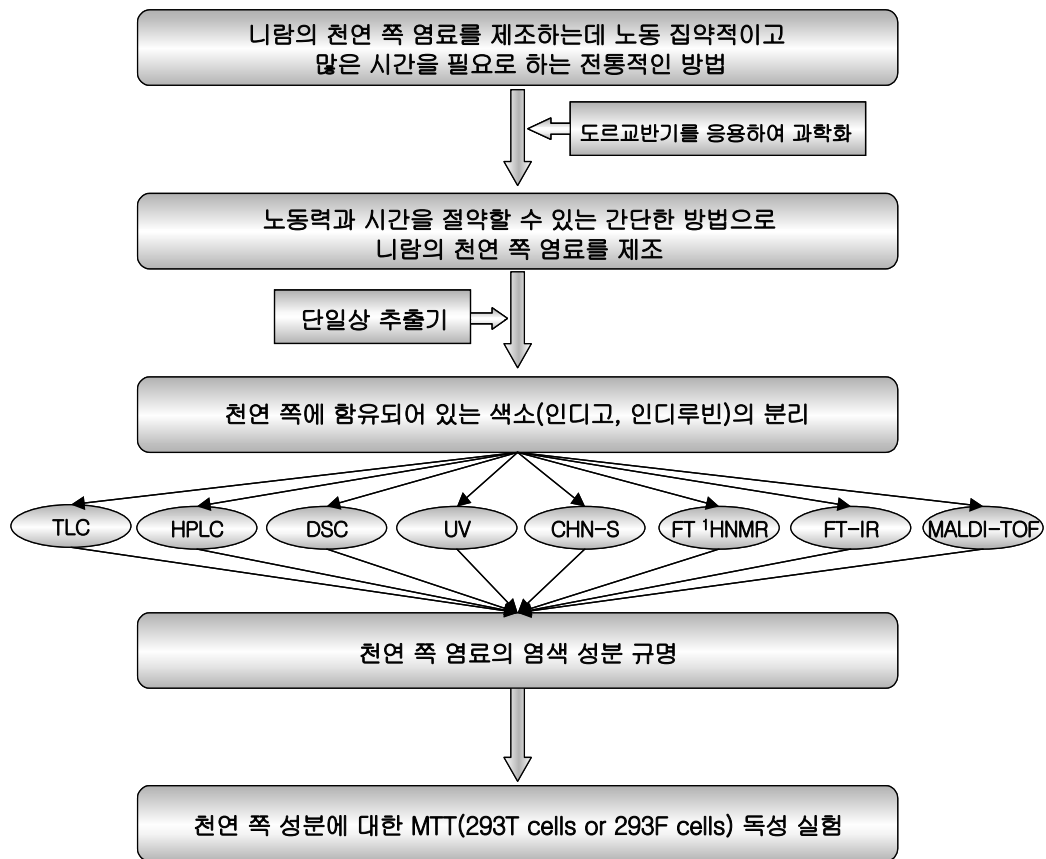 니람의 천연 쪽 염료를 제조하는데 노동 집약적이고
많은 시간을 필요로 하는 전통적인 방법
도르교반기를 응용하여 과학화
노동력과 시간을 절약할 수 있는 간단한 방법으로
니람의 천연 쪽 염료를 제조
단일상 추출기
천연 쪽에 함유되어 있는 색소(인디고, 인디루빈)의 분리
TLC HPLC DSC UV CHN-S FT ¹HNMR FT-IR MALDI-TOF
천연 쪽 염료의 염색 성분 규명
천연 쪽 성분에 대한 MTT(293T cells or 293F cells) 독성 실험